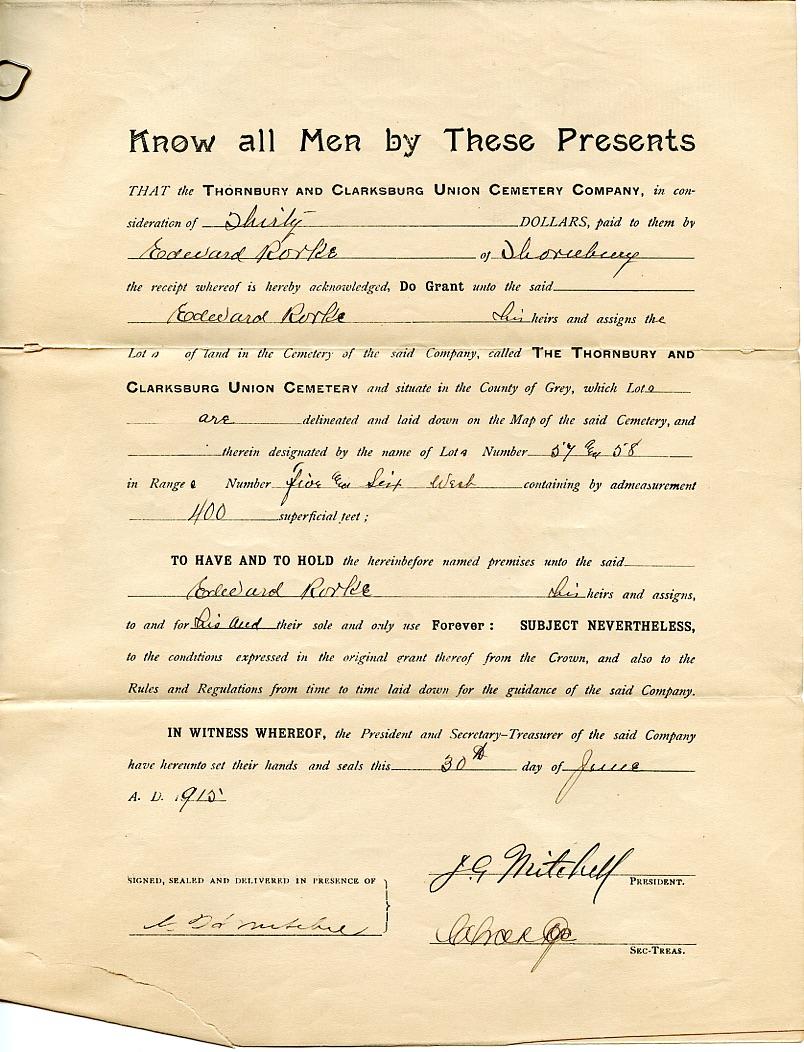 Know all Men by These Presents
THAT the THORNBURY AND CLARKSBURG UNION CEMETERY COMPANY, in con-
sideration of Thirty DOLLARS, paid to them by
Edward Rorke of Thornbury
the receipt whereof is hereby acknowledged, Do Grant unto the said
Edward Rorke his heirs and assigns the
Lots of land in the Cemetery of the said Company, called THE THORNBURY AND
CLARKSBURG UNION CEMETERY and situate in the County of Grey, which Lots
are delineated and laid down on the Map of the said Cemetery, and
therein designated by the name of Lots Number 57 & 58
in Range s Number five & Six West containing by admeasurement
400 superficial feet;
TO HAVE AND TO HOLD the hereinbefore named premises unto the said
Edward Rorke his heirs and assigns,
to and for his and their sole and only use Forever: SUBJECT NEVERTHELESS,
to the conditions expressed in the original grant thereof from the Crown, and also to the
Rules and Regulations from time to time laid down for the guidance of the said Company.
IN WITNESS WHEREOF, the President and Secretary-Treasurer of the said Company
have hereunto set their hands and seals this 30th day of June
A. D. 1915
J G Mitchell
SIGNED, SEALED AND DELIVERED IN PRESENCE OF PRESIDENT.
Mitchell
SEC-TREAS.